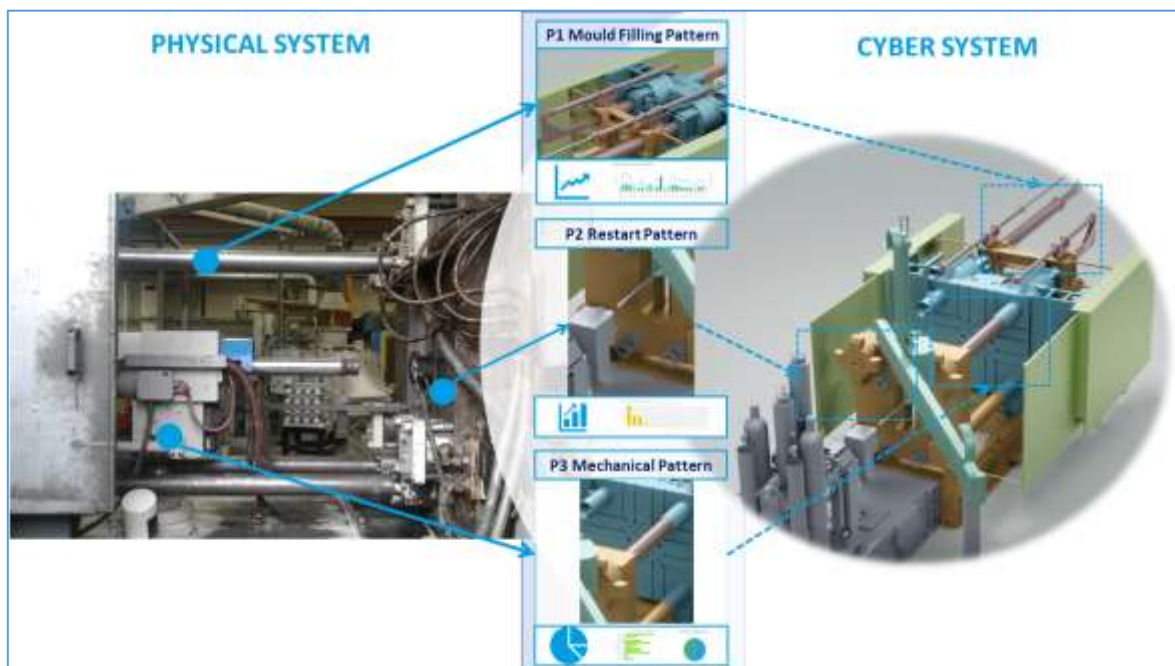 PHYSICAL SYSTEM
P1 Mould Filling Pattern
CYBER SYSTEM
P2 Restart Pattern
P3 Mechanical Pattern